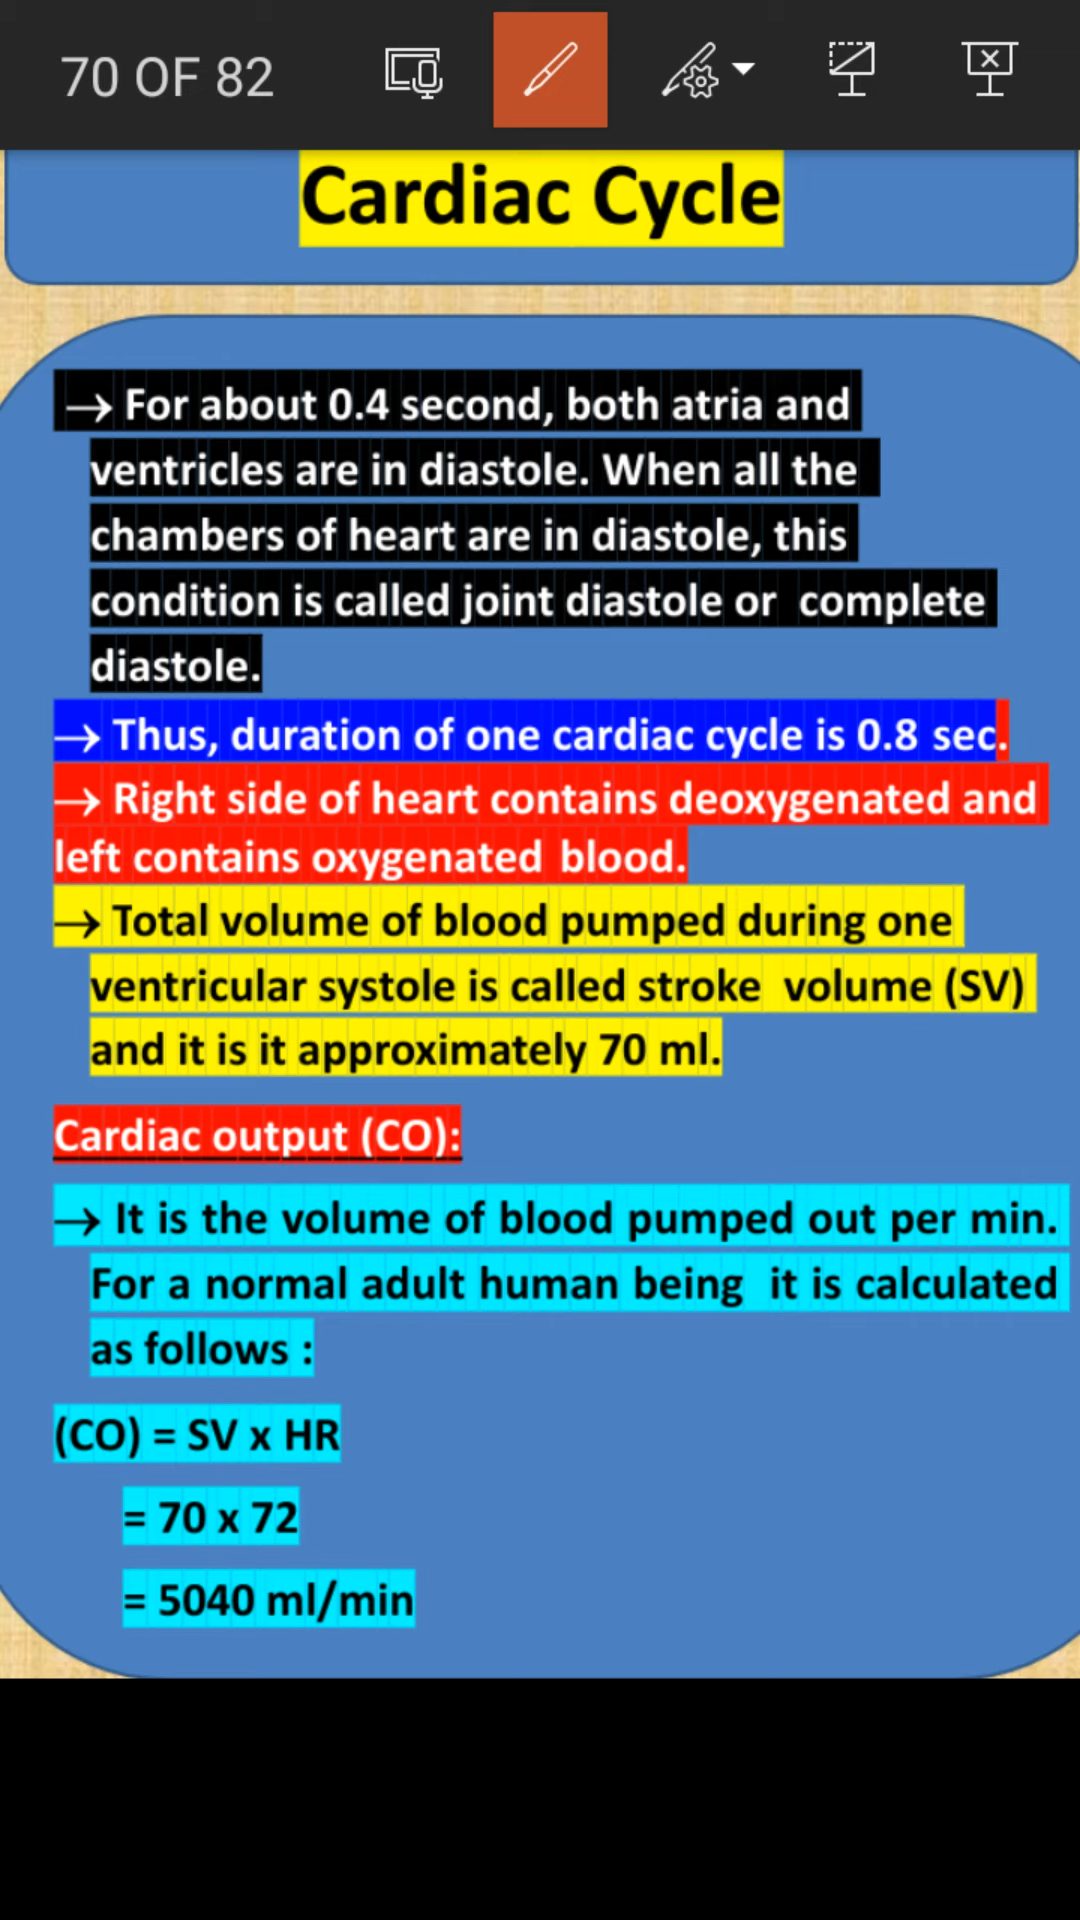 70 OF 82
Cardiac Cycle
→ For about 0.4 second, both atria and
ventricles are in diastole. When all the
chambers of heart are in diastole, this
condition is called joint diastole or complete
diastole.
→ Thus, duration of one cardiac cycle is 0.8 sec.
→ Right side of heart contains deoxygenated and
left contains oxygenated blood.
→ Total volume of blood pumped during one
ventricular systole is called stroke volume (SV)
and it is it approximately 70 ml.
Cardiac output (CO):
→ It is the volume of blood pumped out per min.
For a normal adult human being it is calculated
as follows :
(CO) = SV x HR
= 70 x 72
= 5040 ml/min